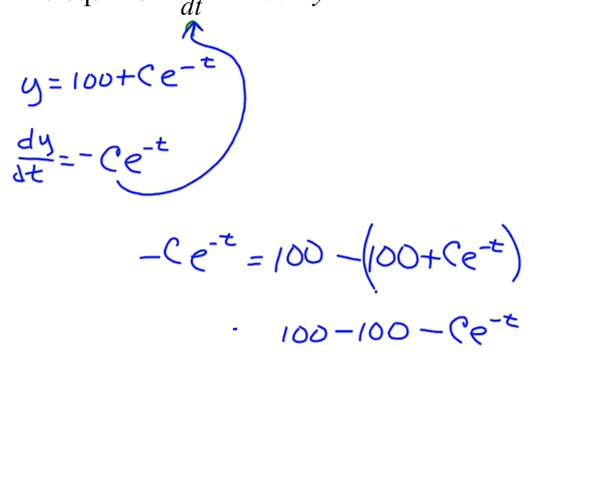 dt
y = 100 + Ce^{-t}
dy/dt = -Ce^{-t}
-Ce^{-t} = 100 - (100 + Ce^{-t})
100 - 100 - Ce^{-t}